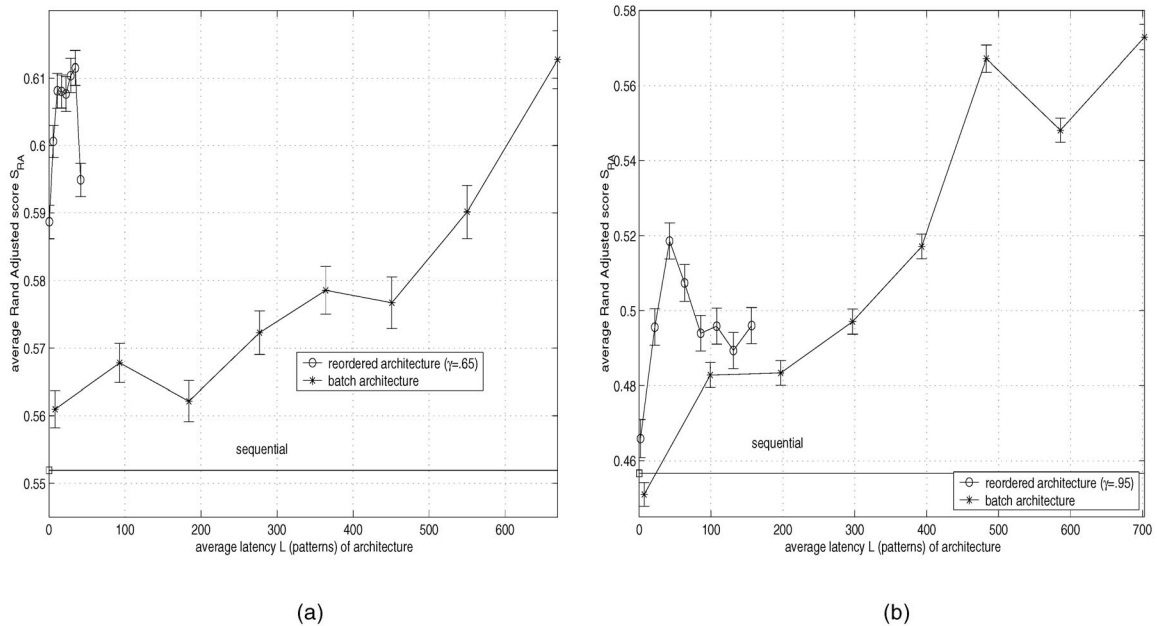 0.61
0.6
0.59
0.58
0.57
0.56
0.55
average Rand Adjusted score S_RA
reordered architecture (γ=.65)
batch architecture
sequential
0 100 200 300 400 500 600
average latency L (patterns) of architecture
(a)
0.58
0.56
0.54
0.52
0.5
0.48
0.46
average Rand Adjusted score S_RA
sequential
reordered architecture (γ=.95)
batch architecture
0 100 200 300 400 500 600 700
average latency L (patterns) of architecture
(b)